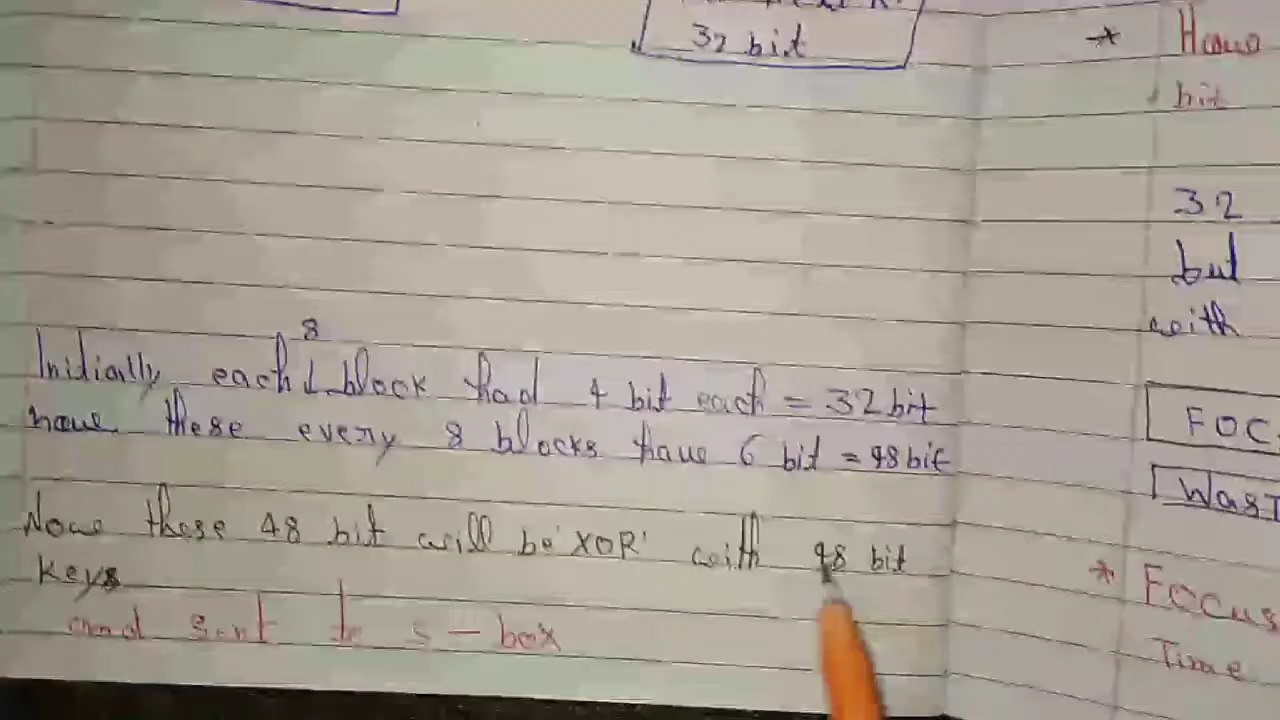 32 bit
8
Initially each 1 block had 4 bit each = 32 bit
now these every 8 blocks have 6 bit = 48 bit
Now these 48 bit will be 'XOR' with 48 bit
Keys
and sent to s - box
*
bit
32
but
with
FOC
WAST
* Focus
Time